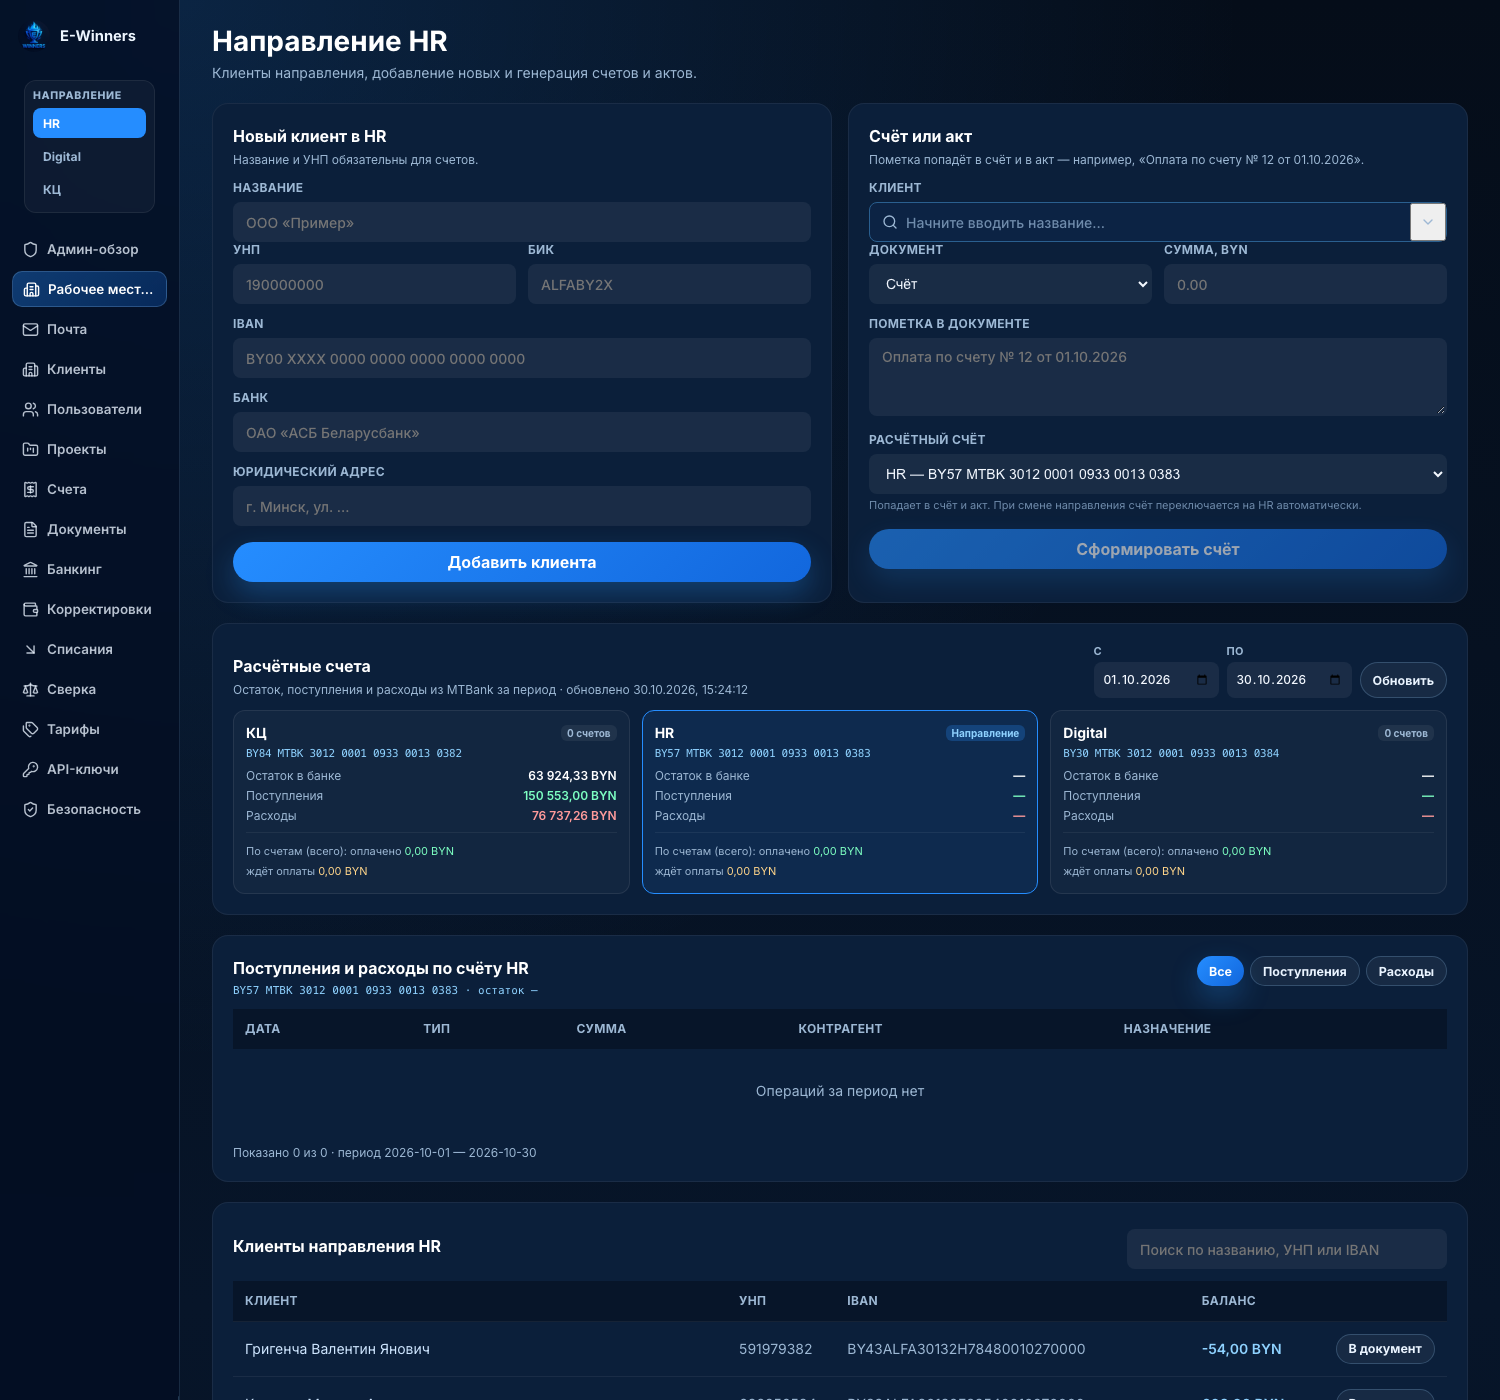 E-Winners
НАПРАВЛЕНИЕ
HR
Digital
КЦ
Админ-обзор
Рабочее мест...
Почта
Клиенты
Пользователи
Проекты
Счета
Документы
Банкинг
Корректировки
Списания
Сверка
Тарифы
API-ключи
Безопасность
Направление HR
Клиенты направления, добавление новых и генерация счетов и актов.
Новый клиент в HR
Название и УНП обязательны для счетов.
НАЗВАНИЕ
ООО «Пример»
УНП БИК
190000000 ALFABY2X
IBAN
BY00 XXXX 0000 0000 0000 0000 0000
БАНК
ОАО «АСБ Беларусбанк»
ЮРИДИЧЕСКИЙ АДРЕС
г. Минск, ул. ...
Добавить клиента
Счёт или акт
Пометка попадёт в счёт и в акт — например, «Оплата по счету № 12 от 01.10.2026».
КЛИЕНТ
Начните вводить название...
ДОКУМЕНТ СУММА, BYN
Счёт 0.00
ПОМЕТКА В ДОКУМЕНТЕ
Оплата по счету № 12 от 01.10.2026
РАСЧЁТНЫЙ СЧЁТ
HR — BY57 MTBK 3012 0001 0933 0013 0383
Попадает в счёт и акт. При смене направления счёт переключается на HR автоматически.
Сформировать счёт
Расчётные счета
Остаток, поступления и расходы из MTBank за период · обновлено 30.10.2026, 15:24:12
С ПО
01.10.2026 30.10.2026 Обновить
КЦ 0 счетов
BY84 MTBK 3012 0001 0933 0013 0382
Остаток в банке 63 924,33 BYN
Поступления 150 553,00 BYN
Расходы 76 737,26 BYN
По счетам (всего): оплачено 0,00 BYN
ждёт оплаты 0,00 BYN
HR Направление
BY57 MTBK 3012 0001 0933 0013 0383
Остаток в банке —
Поступления —
Расходы —
По счетам (всего): оплачено 0,00 BYN
ждёт оплаты 0,00 BYN
Digital 0 счетов
BY30 MTBK 3012 0001 0933 0013 0384
Остаток в банке —
Поступления —
Расходы —
По счетам (всего): оплачено 0,00 BYN
ждёт оплаты 0,00 BYN
Поступления и расходы по счёту HR
BY57 MTBK 3012 0001 0933 0013 0383 · остаток —
Все Поступления Расходы
ДАТА ТИП СУММА КОНТРАГЕНТ НАЗНАЧЕНИЕ
Операций за период нет
Показано 0 из 0 · период 2026-10-01 — 2026-10-30
Клиенты направления HR
Поиск по названию, УНП или IBAN
КЛИЕНТ УНП IBAN БАЛАНС
Григенча Валентин Янович 591979382 BY43ALFA30132H78480010270000 -54,00 BYN В документ